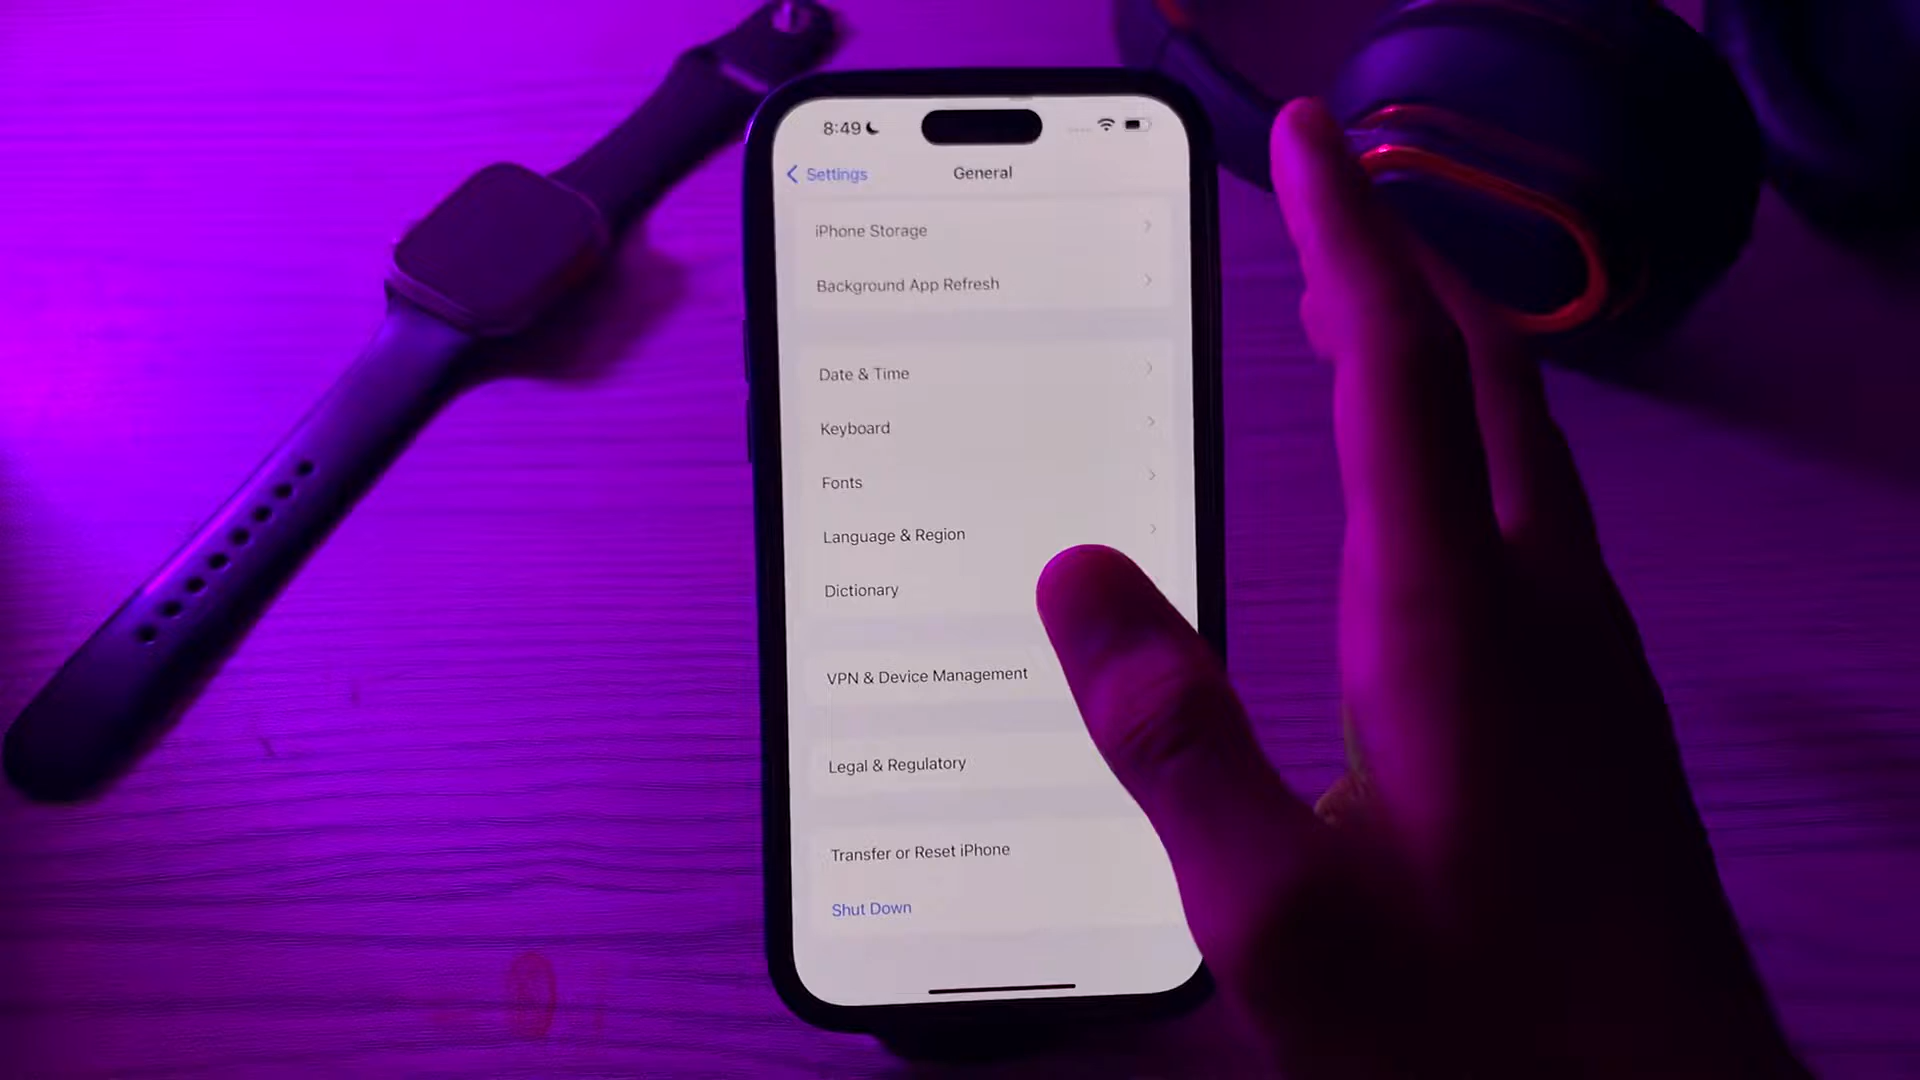 8:49
Settings
General
iPhone Storage
Background App Refresh
Date & Time
Keyboard
Fonts
Language & Region
Dictionary
VPN & Device Management
Legal & Regulatory
Transfer or Reset iPhone
Shut Down